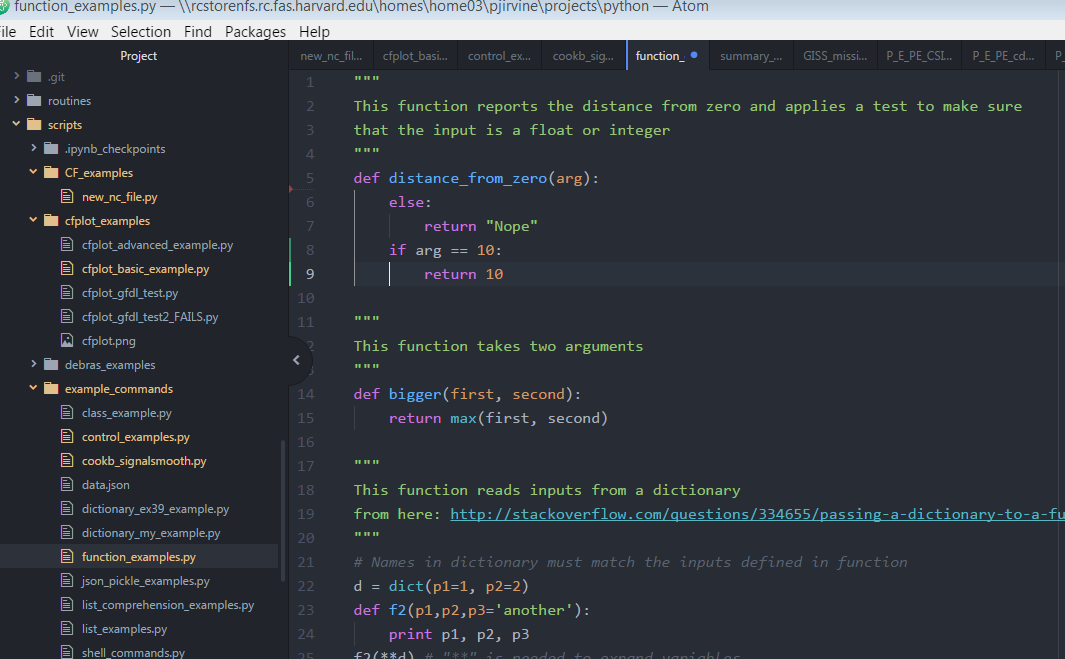 function_examples.py — \\rcstorenfs.rc.fas.harvard.edu\homes\home03\pjirvine\projects\python — Atom
File Edit View Selection Find Packages Help
Project
.git
routines
scripts
.ipynb_checkpoints
CF_examples
new_nc_file.py
cfplot_examples
cfplot_advanced_example.py
cfplot_basic_example.py
cfplot_gfdl_test.py
cfplot_gfdl_test2_FAILS.py
cfplot.png
debras_examples
example_commands
class_example.py
control_examples.py
cookb_signalsmooth.py
data.json
dictionary_ex39_example.py
dictionary_my_example.py
function_examples.py
json_pickle_examples.py
list_comprehension_examples.py
list_examples.py
shell_commands.py
new_nc_fil... cfplot_basi... control_ex... cookb_sig... function_ summary_... GISS_missi... P_E_PE_CSI... P_E_PE_cd... P_
1 """
2 This function reports the distance from zero and applies a test to make sure
3 that the input is a float or integer
4 """
5 def distance_from_zero(arg):
6     else:
7         return "Nope"
8     if arg == 10:
9         return 10
10
11 """
2 This function takes two arguments
3 """
14 def bigger(first, second):
15     return max(first, second)
16
17 """
18 This function reads inputs from a dictionary
19 from here: http://stackoverflow.com/questions/334655/passing-a-dictionary-to-a-fu
20 """
21 # Names in dictionary must match the inputs defined in function
22 d = dict(p1=1, p2=2)
23 def f2(p1,p2,p3='another'):
24     print p1, p2, p3
25 f2(**d) # "**" is needed to expand variables